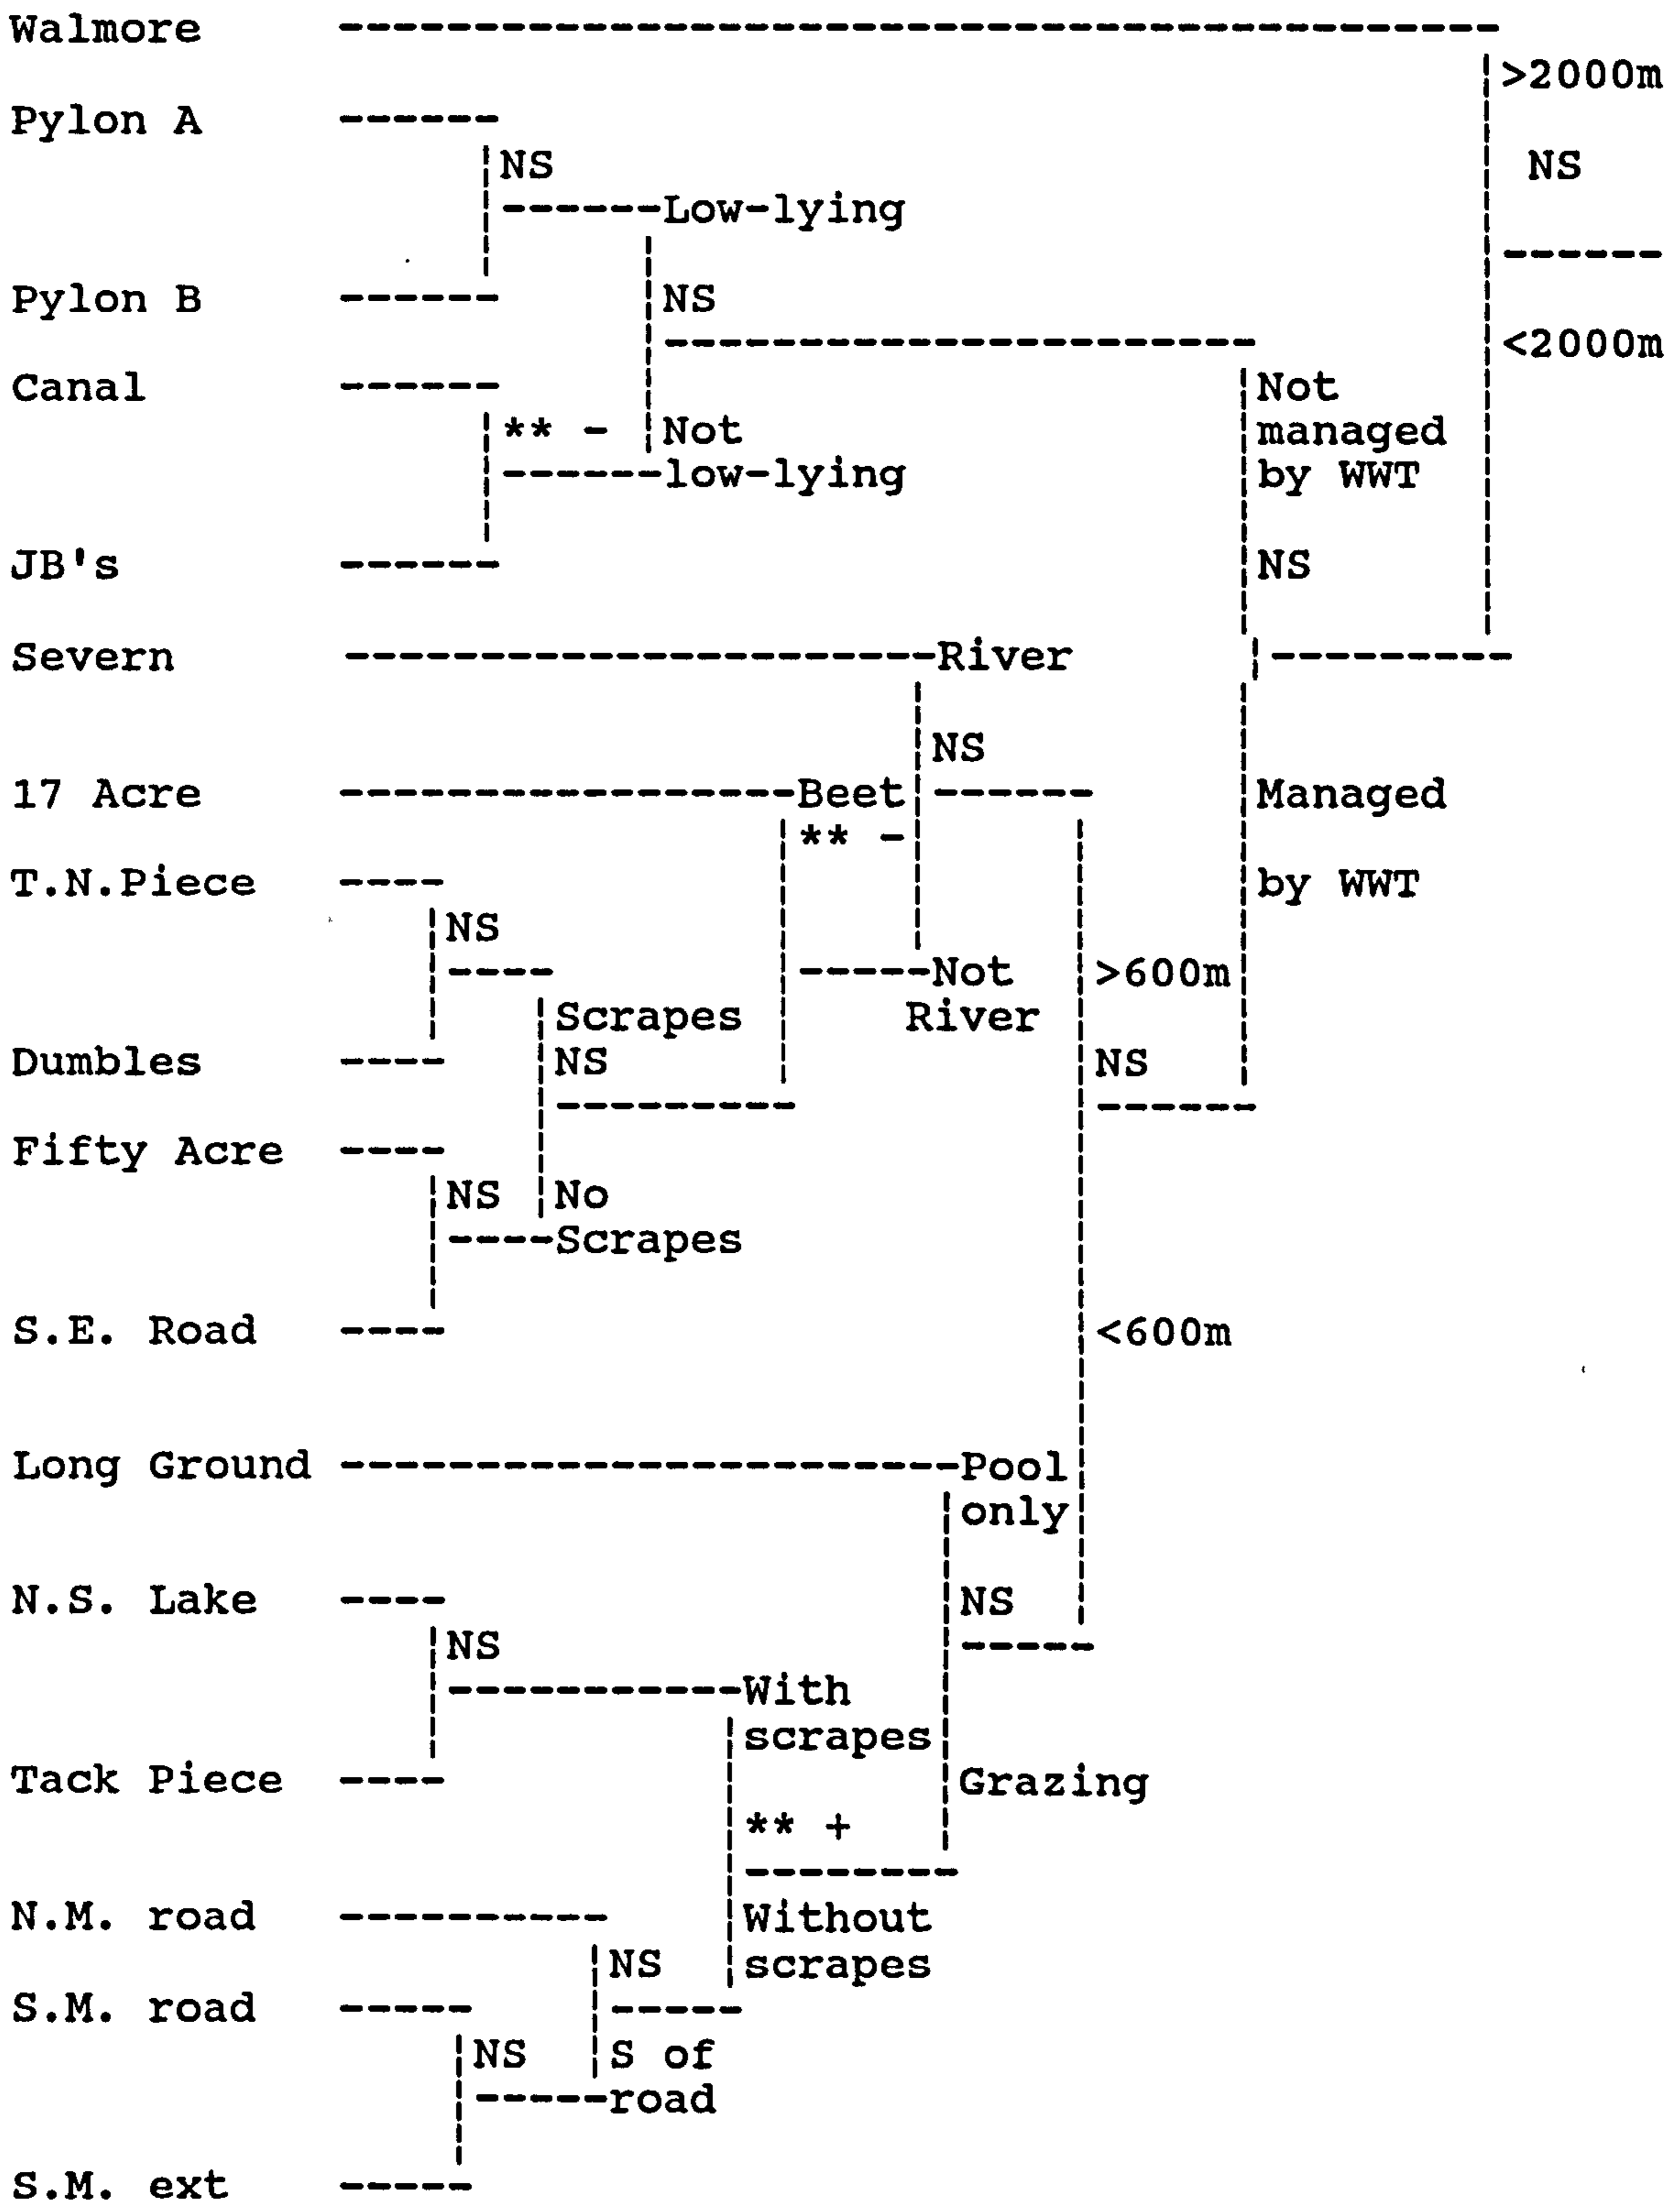 Walmore
>2000m
Pylon A
NS NS
Low-lying
Pylon B NS
<2000m
Canal Not
** - Not managed
low-lying by WWT
JB's NS
Severn River
NS
17 Acre Beet Managed
** -
T.N.Piece by WWT
NS
Not >600m
Scrapes River
Dumbles NS NS
Fifty Acre
NS No
Scrapes
S.E. Road <600m
Long Ground Pool
only
N.S. Lake NS
NS
With
scrapes
Tack Piece Grazing
** +
N.M. road Without
NS scrapes
S.M. road
NS S of
road
S.M. ext